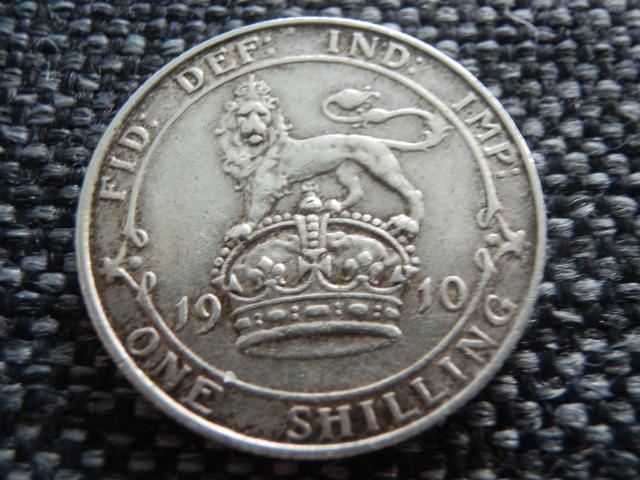 FID: DEF: IND: IMP:
19 10
ONE SHILLING